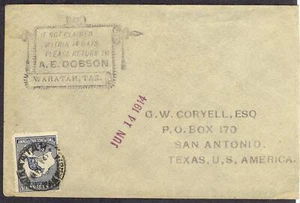 IF NOT CLAIMED
WITHIN 14 DAYS
PLEASE RETURN TO
A. E. DOBSON
WARATAH, TAS.
JUN 14 1914
G. W. CORYELL, ESQ
P. O. BOX 170
SAN ANTONIO.
TEXAS, U, S, AMERICA.